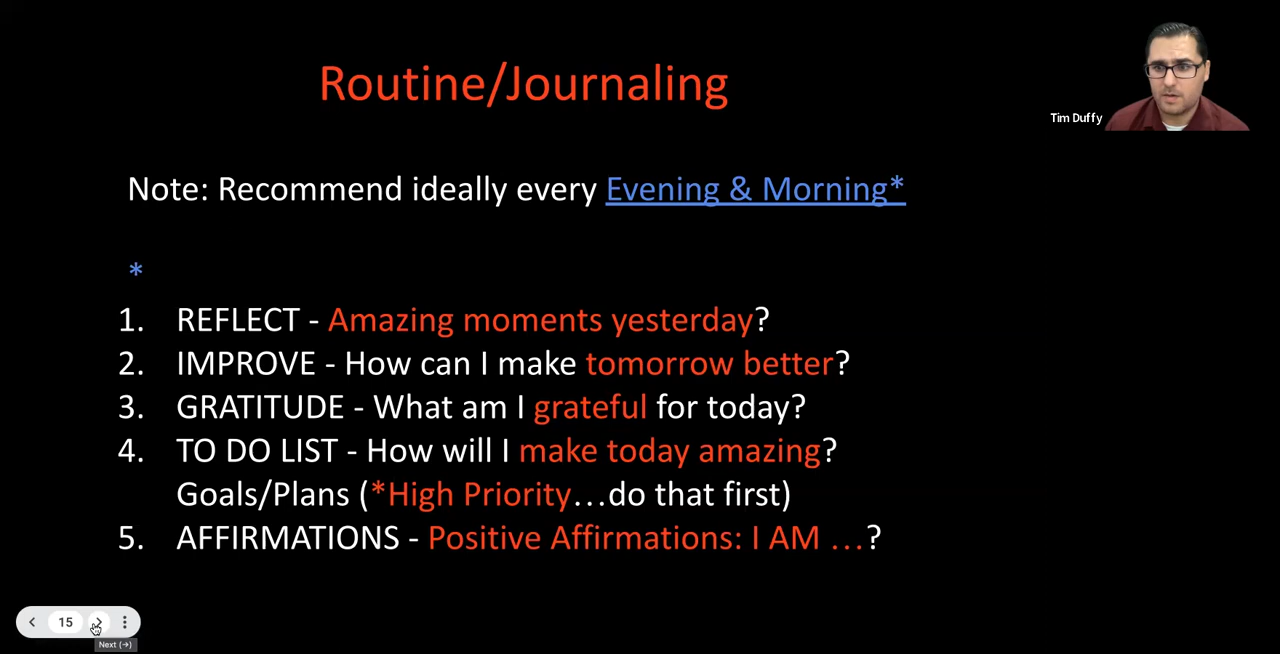 Routine/Journaling
Tim Duffy
Note: Recommend ideally every Evening & Morning*
*
1. REFLECT - Amazing moments yesterday?
2. IMPROVE - How can I make tomorrow better?
3. GRATITUDE - What am I grateful for today?
4. TO DO LIST - How will I make today amazing?
Goals/Plans (*High Priority...do that first)
5. AFFIRMATIONS - Positive Affirmations: I AM ...?
15
Next (→)